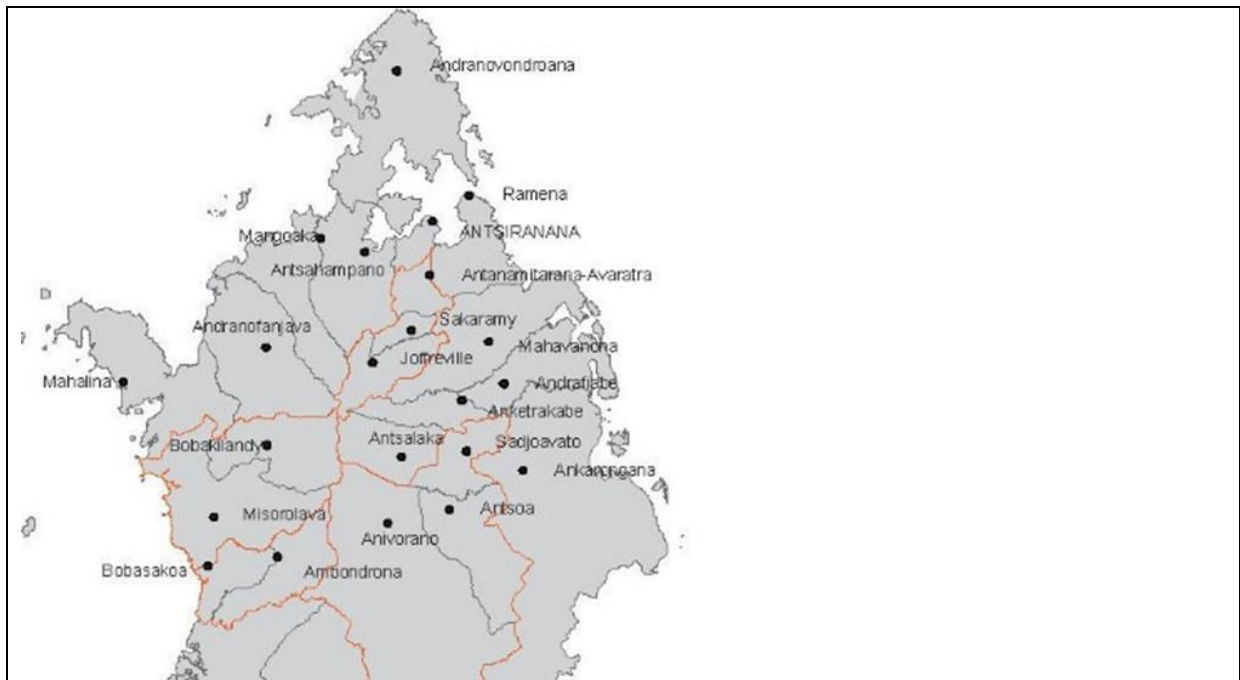 Andranovondroana
Ramena
Mangoaka
ANTSIRANANA
Antsahampano
Antanamitarana-Avaratra
Andranofanjava
Sakaramy
Mahavanona
Joffreville
Mahalina
Andrafiabe
Anketrakabe
Antsalaka
Sadjoavato
Bobakilandy
Ankarongana
Misorolava
Antsoa
Anivorano
Bobasakoa
Ambondrona